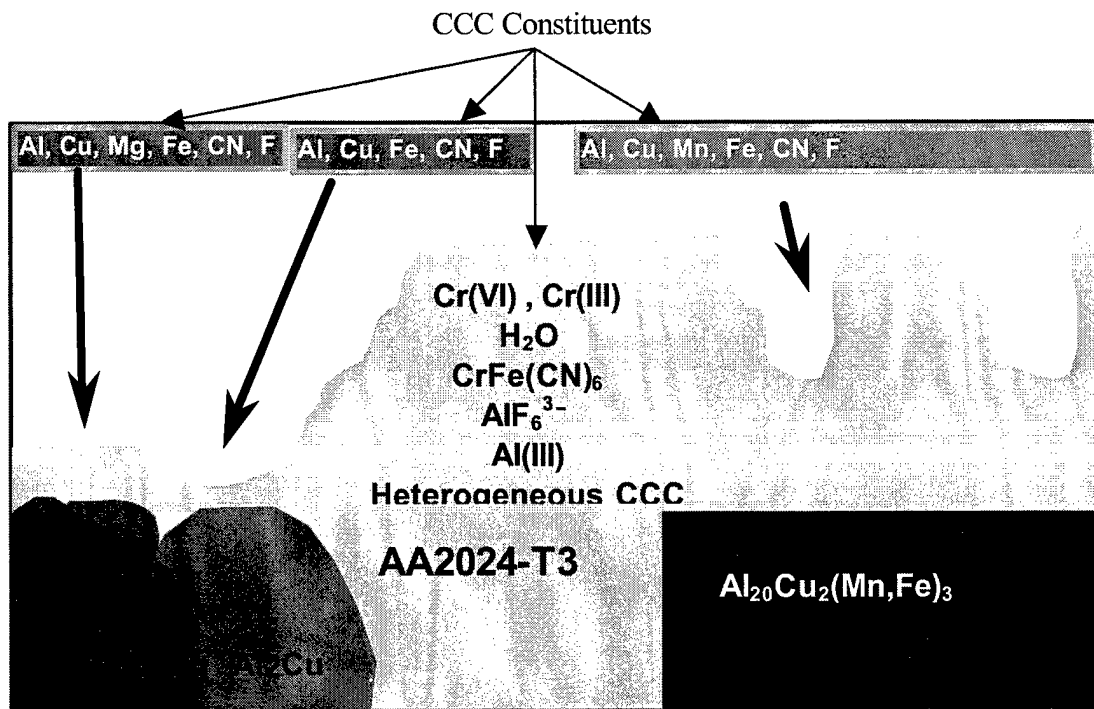 CCC Constituents
Al, Cu, Mg, Fe, CN, F
Al, Cu, Fe, CN, F
Al, Cu, Mn, Fe, CN, F
Cr(VI) , Cr(III)
H₂O
CrFe(CN)₆
AlF₆³⁻
Al(III)
Heterogeneous CCC
AA2024-T3
Al₂₀Cu₂(Mn,Fe)₃
Al₂Cu